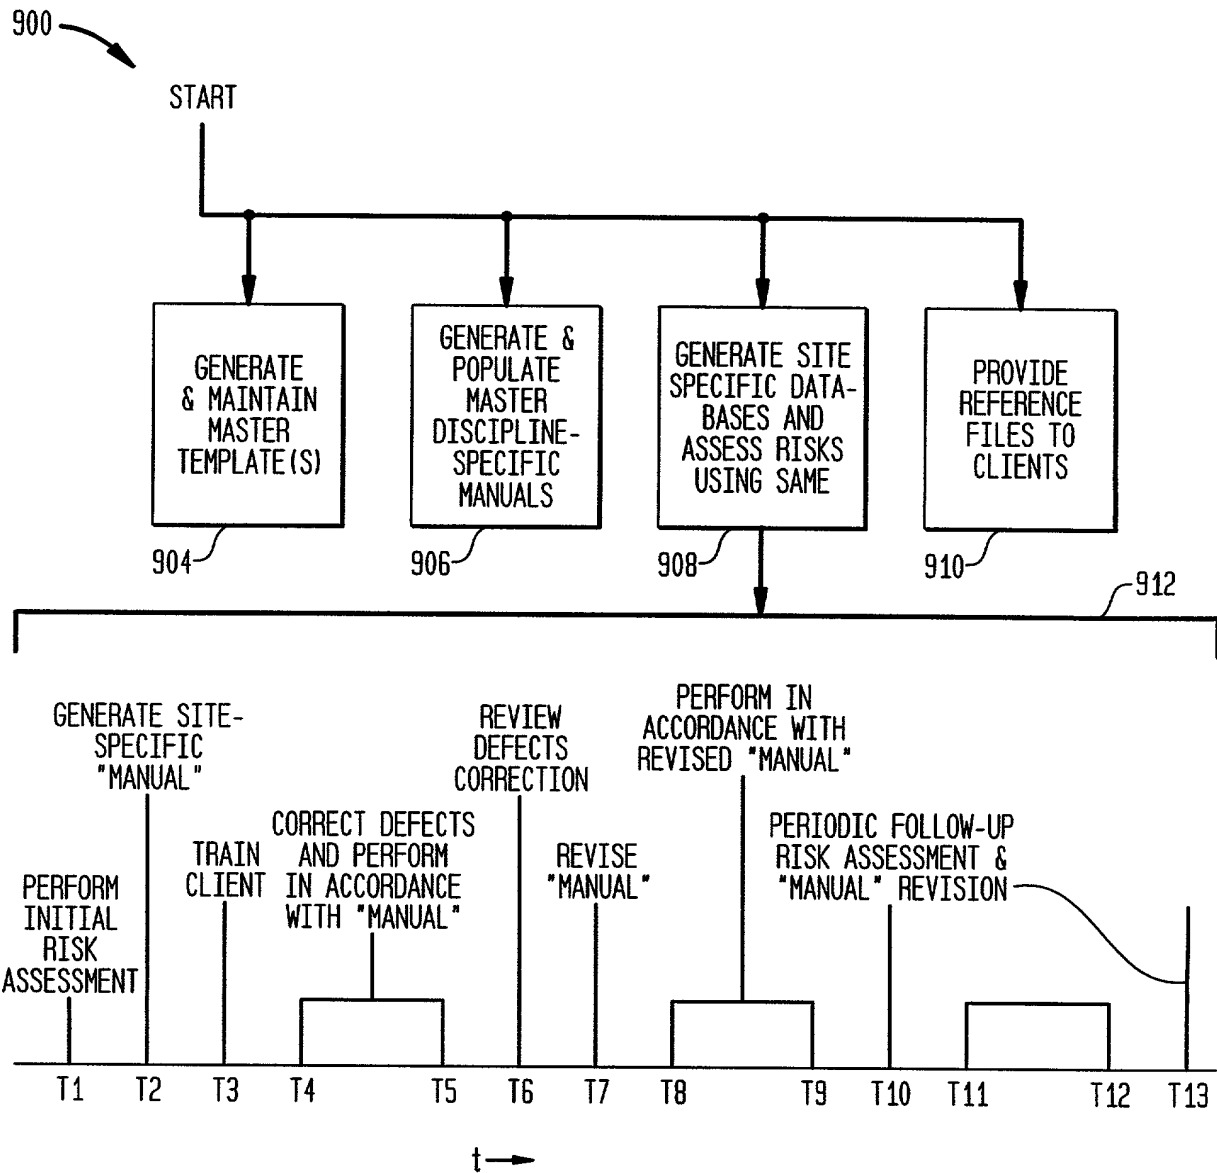 900
START
GENERATE
& MAINTAIN
MASTER
TEMPLATE(S)
GENERATE &
POPULATE
MASTER
DISCIPLINE-
SPECIFIC
MANUALS
GENERATE SITE
SPECIFIC DATA-
BASES AND
ASSESS RISKS
USING SAME
PROVIDE
REFERENCE
FILES TO
CLIENTS
904
906
908
910
912
PERFORM
INITIAL
RISK
ASSESSMENT
GENERATE SITE-
SPECIFIC
"MANUAL"
TRAIN
CLIENT
CORRECT DEFECTS
AND PERFORM
IN ACCORDANCE
WITH "MANUAL"
REVIEW
DEFECTS
CORRECTION
REVISE
"MANUAL"
PERFORM IN
ACCORDANCE WITH
REVISED "MANUAL"
PERIODIC FOLLOW-UP
RISK ASSESSMENT &
"MANUAL" REVISION
T1 T2 T3 T4 T5 T6 T7 T8 T9 T10 T11 T12 T13
t